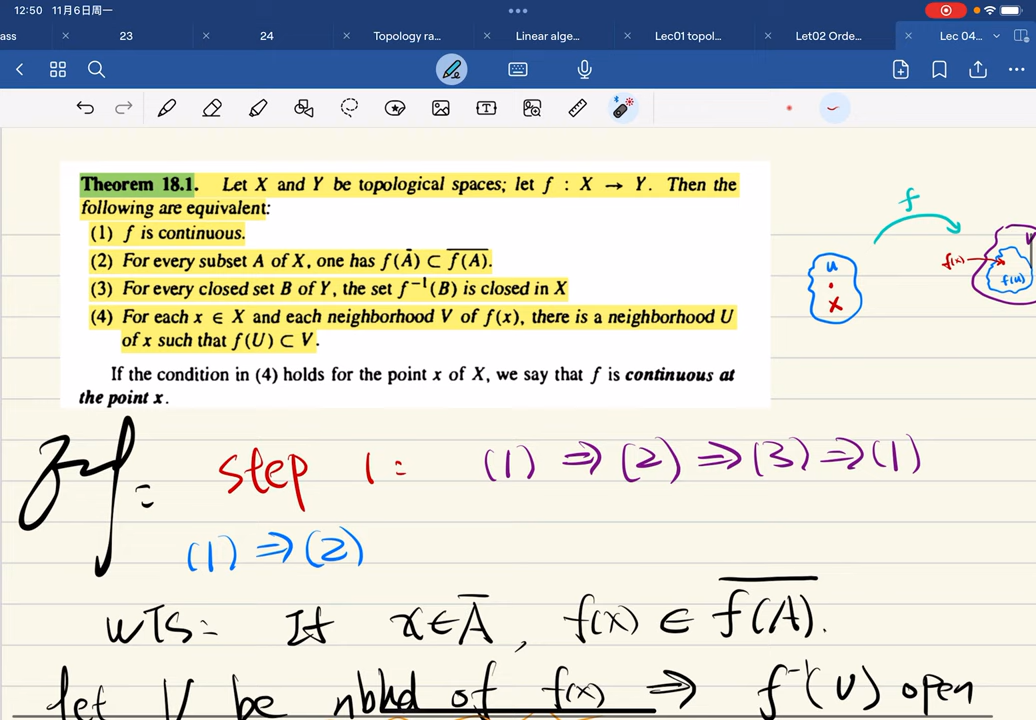 12:50 11月6日周一
ass 23 24 Topology ra... Linear alge... Lec01 topol... Let02 Orde... Lec 04...
Theorem 18.1. Let X and Y be topological spaces; let f : X → Y. Then the
following are equivalent:
(1) f is continuous.
(2) For every subset A of X, one has f(Ā) ⊂ \overline{f(A)}.
(3) For every closed set B of Y, the set f⁻¹(B) is closed in X
(4) For each x ∈ X and each neighborhood V of f(x), there is a neighborhood U
of x such that f(U) ⊂ V.
If the condition in (4) holds for the point x of X, we say that f is continuous at
the point x.
f
u
x
f(x)
f(u)
V
step 1: (1) ⇒ (2) ⇒ (3) ⇒ (1)
(1) ⇒ (2)
WTS: If x ∈ Ā, f(x) ∈ \overline{f(A)}.
let V be nbhd of f(x) ⇒ f⁻¹(V) open